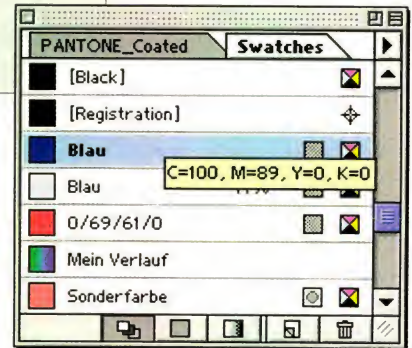 PANTONE_Coated Swatches
[Black]
[Registration]
Blau
C=100, M=89, Y=0, K=0
Blau
0/69/61/0
Mein Verlauf
Sonderfarbe